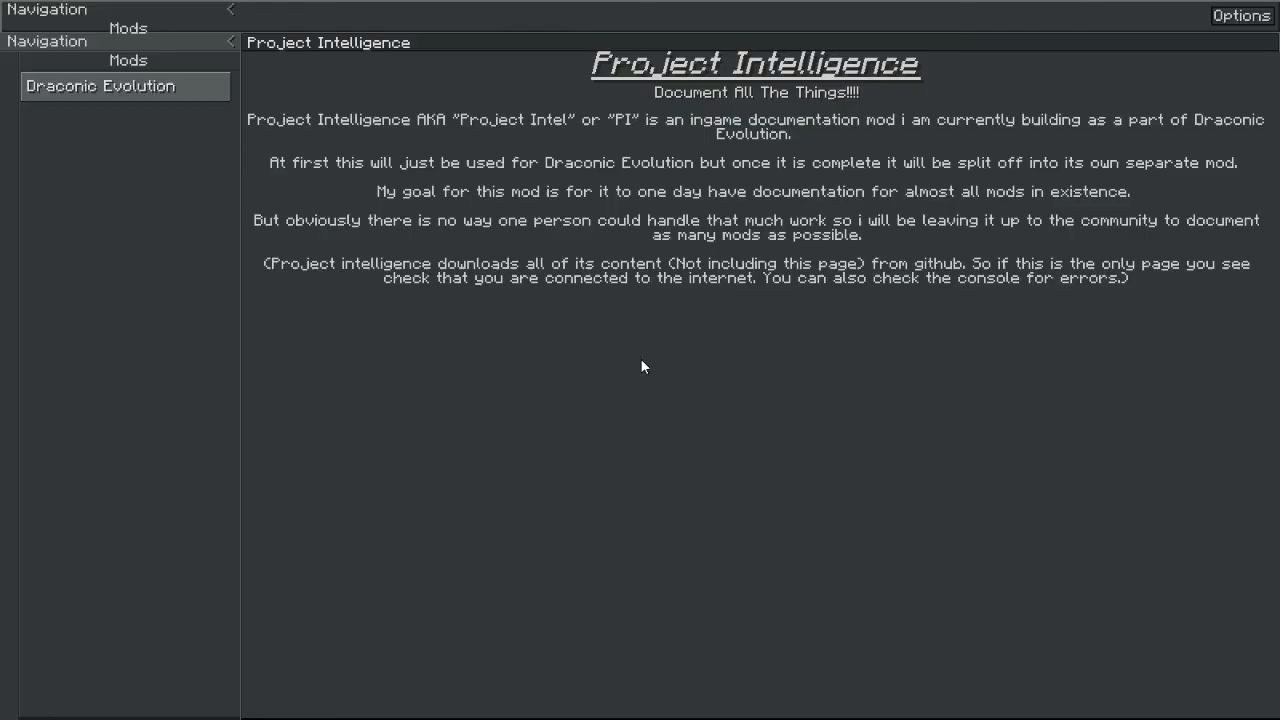 Navigation <
Options
Mods
Navigation <
Project Intelligence
Mods
Draconic Evolution
Project Intelligence
Document All The Things!!!!
Project Intelligence AKA "Project Intel" or "PI" is an ingame documentation mod i am currently building as a part of Draconic
Evolution.
At first this will just be used for Draconic Evolution but once it is complete it will be split off into its own separate mod.
My goal for this mod is for it to one day have documentation for almost all mods in existence.
But obviously there is no way one person could handle that much work so i will be leaving it up to the community to document
as many mods as possible.
(Project intelligence downloads all of its content (Not including this page) from github. So if this is the only page you see
check that you are connected to the internet. You can also check the console for errors.)